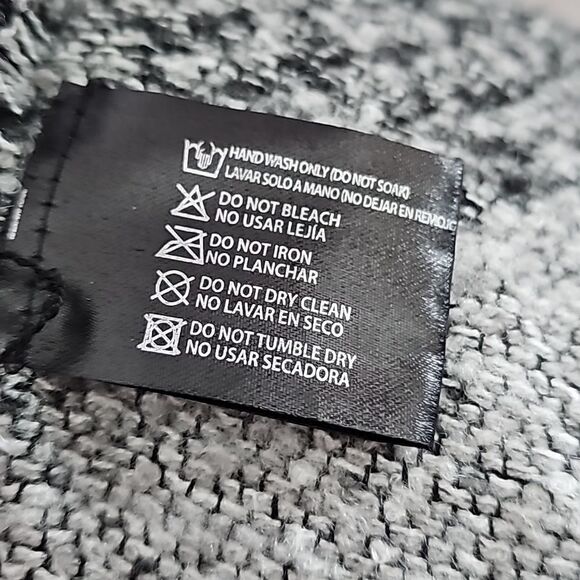 HAND WASH ONLY (DO NOT SOAK)
LAVAR SOLO A MANO (NO DEJAR EN REMOJO
DO NOT BLEACH
NO USAR LEJÍA
DO NOT IRON
NO PLANCHAR
DO NOT DRY CLEAN
NO LAVAR EN SECO
DO NOT TUMBLE DRY
NO USAR SECADORA